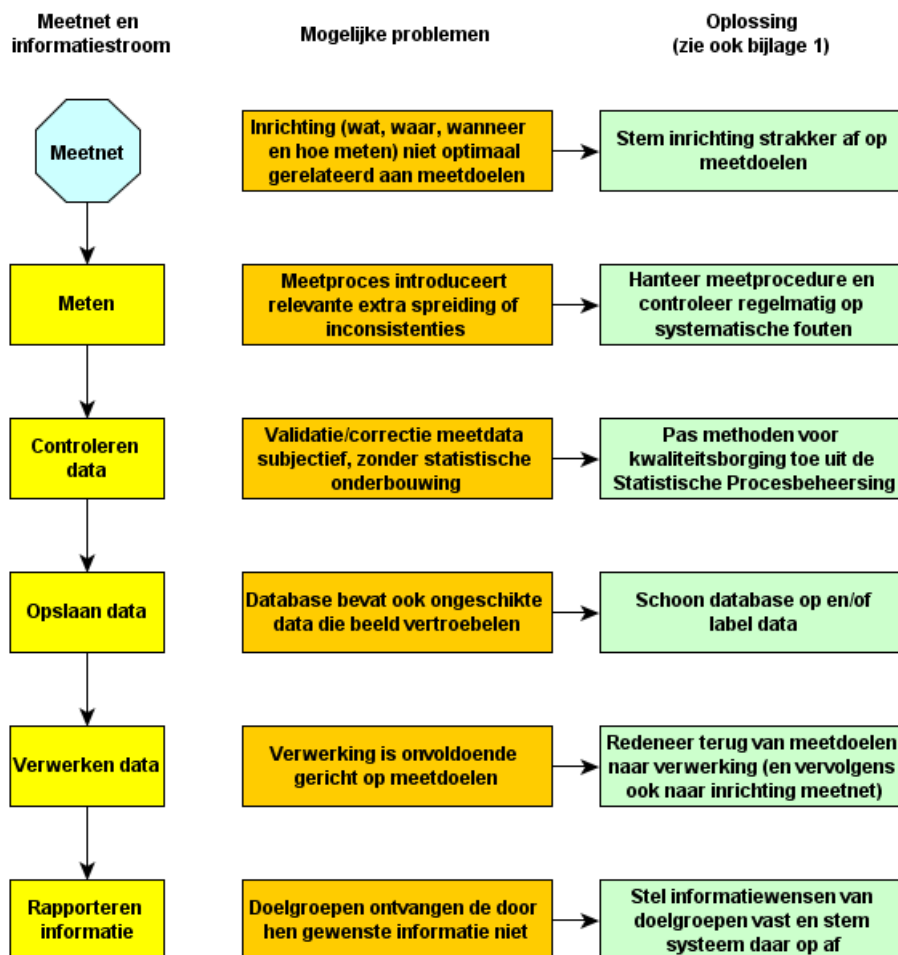 Meetnet en
informatiestroom
Mogelijke problemen
Oplossing
(zie ook bijlage 1)
Meetnet
Inrichting (wat, waar, wanneer
en hoe meten) niet optimaal
gerelateerd aan meetdoelen
Stem inrichting strakker af op
meetdoelen
Meten
Meetproces introduceert
relevante extra spreiding of
inconsistenties
Hanteer meetprocedure en
controleer regelmatig op
systematische fouten
Controleren
data
Validatie/correctie meetdata
subjectief, zonder statistische
onderbouwing
Pas methoden voor
kwaliteitsborging toe uit de
Statistische Procesbeheersing
Opslaan data
Database bevat ook ongeschikte
data die beeld vertroebelen
Schoon database op en/of
label data
Verwerken data
Verwerking is onvoldoende
gericht op meetdoelen
Redeneer terug van meetdoelen
naar verwerking (en vervolgens
ook naar inrichting meetnet)
Rapporteren
informatie
Doelgroepen ontvangen de door
hen gewenste informatie niet
Stel informatiewensen van
doelgroepen vast en stem
systeem daar op af